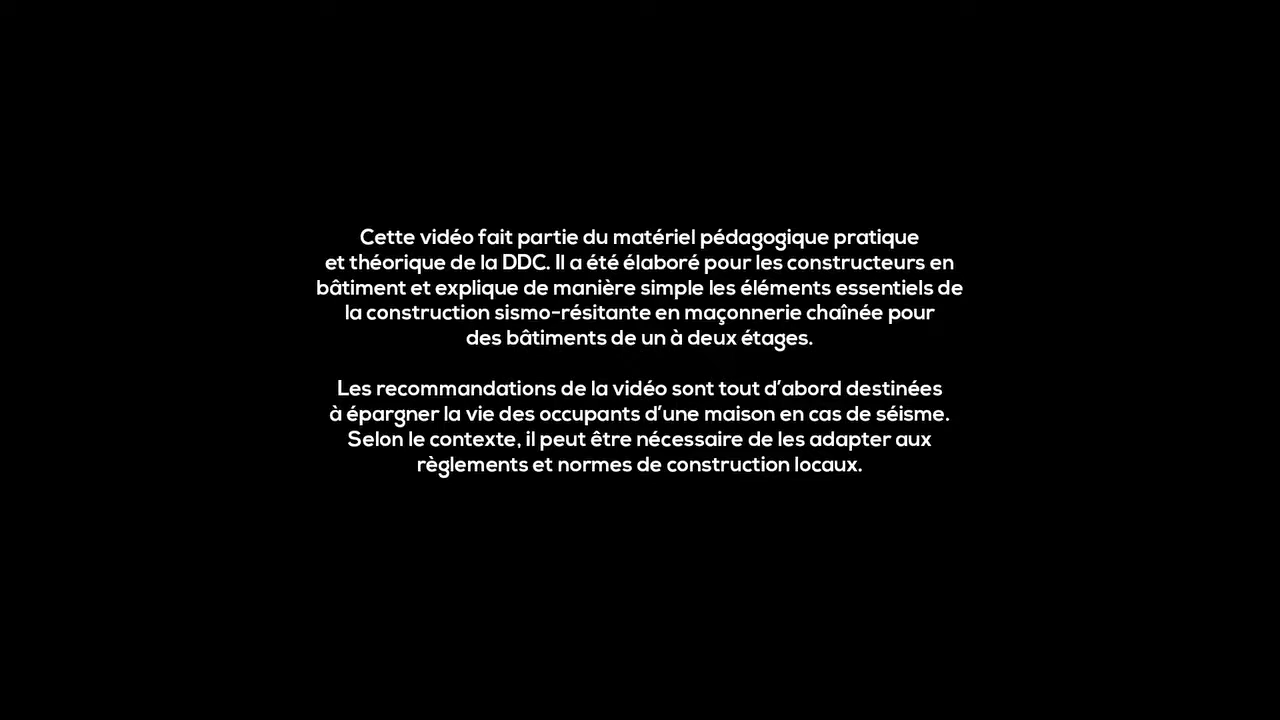 Cette vidéo fait partie du matériel pédagogique pratique
et théorique de la DDC. Il a été élaboré pour les constructeurs en
bâtiment et explique de manière simple les éléments essentiels de
la construction sismo-résitante en maçonnerie chaînée pour
des bâtiments de un à deux étages.
Les recommandations de la vidéo sont tout d’abord destinées
à épargner la vie des occupants d’une maison en cas de séisme.
Selon le contexte, il peut être nécessaire de les adapter aux
règlements et normes de construction locaux.